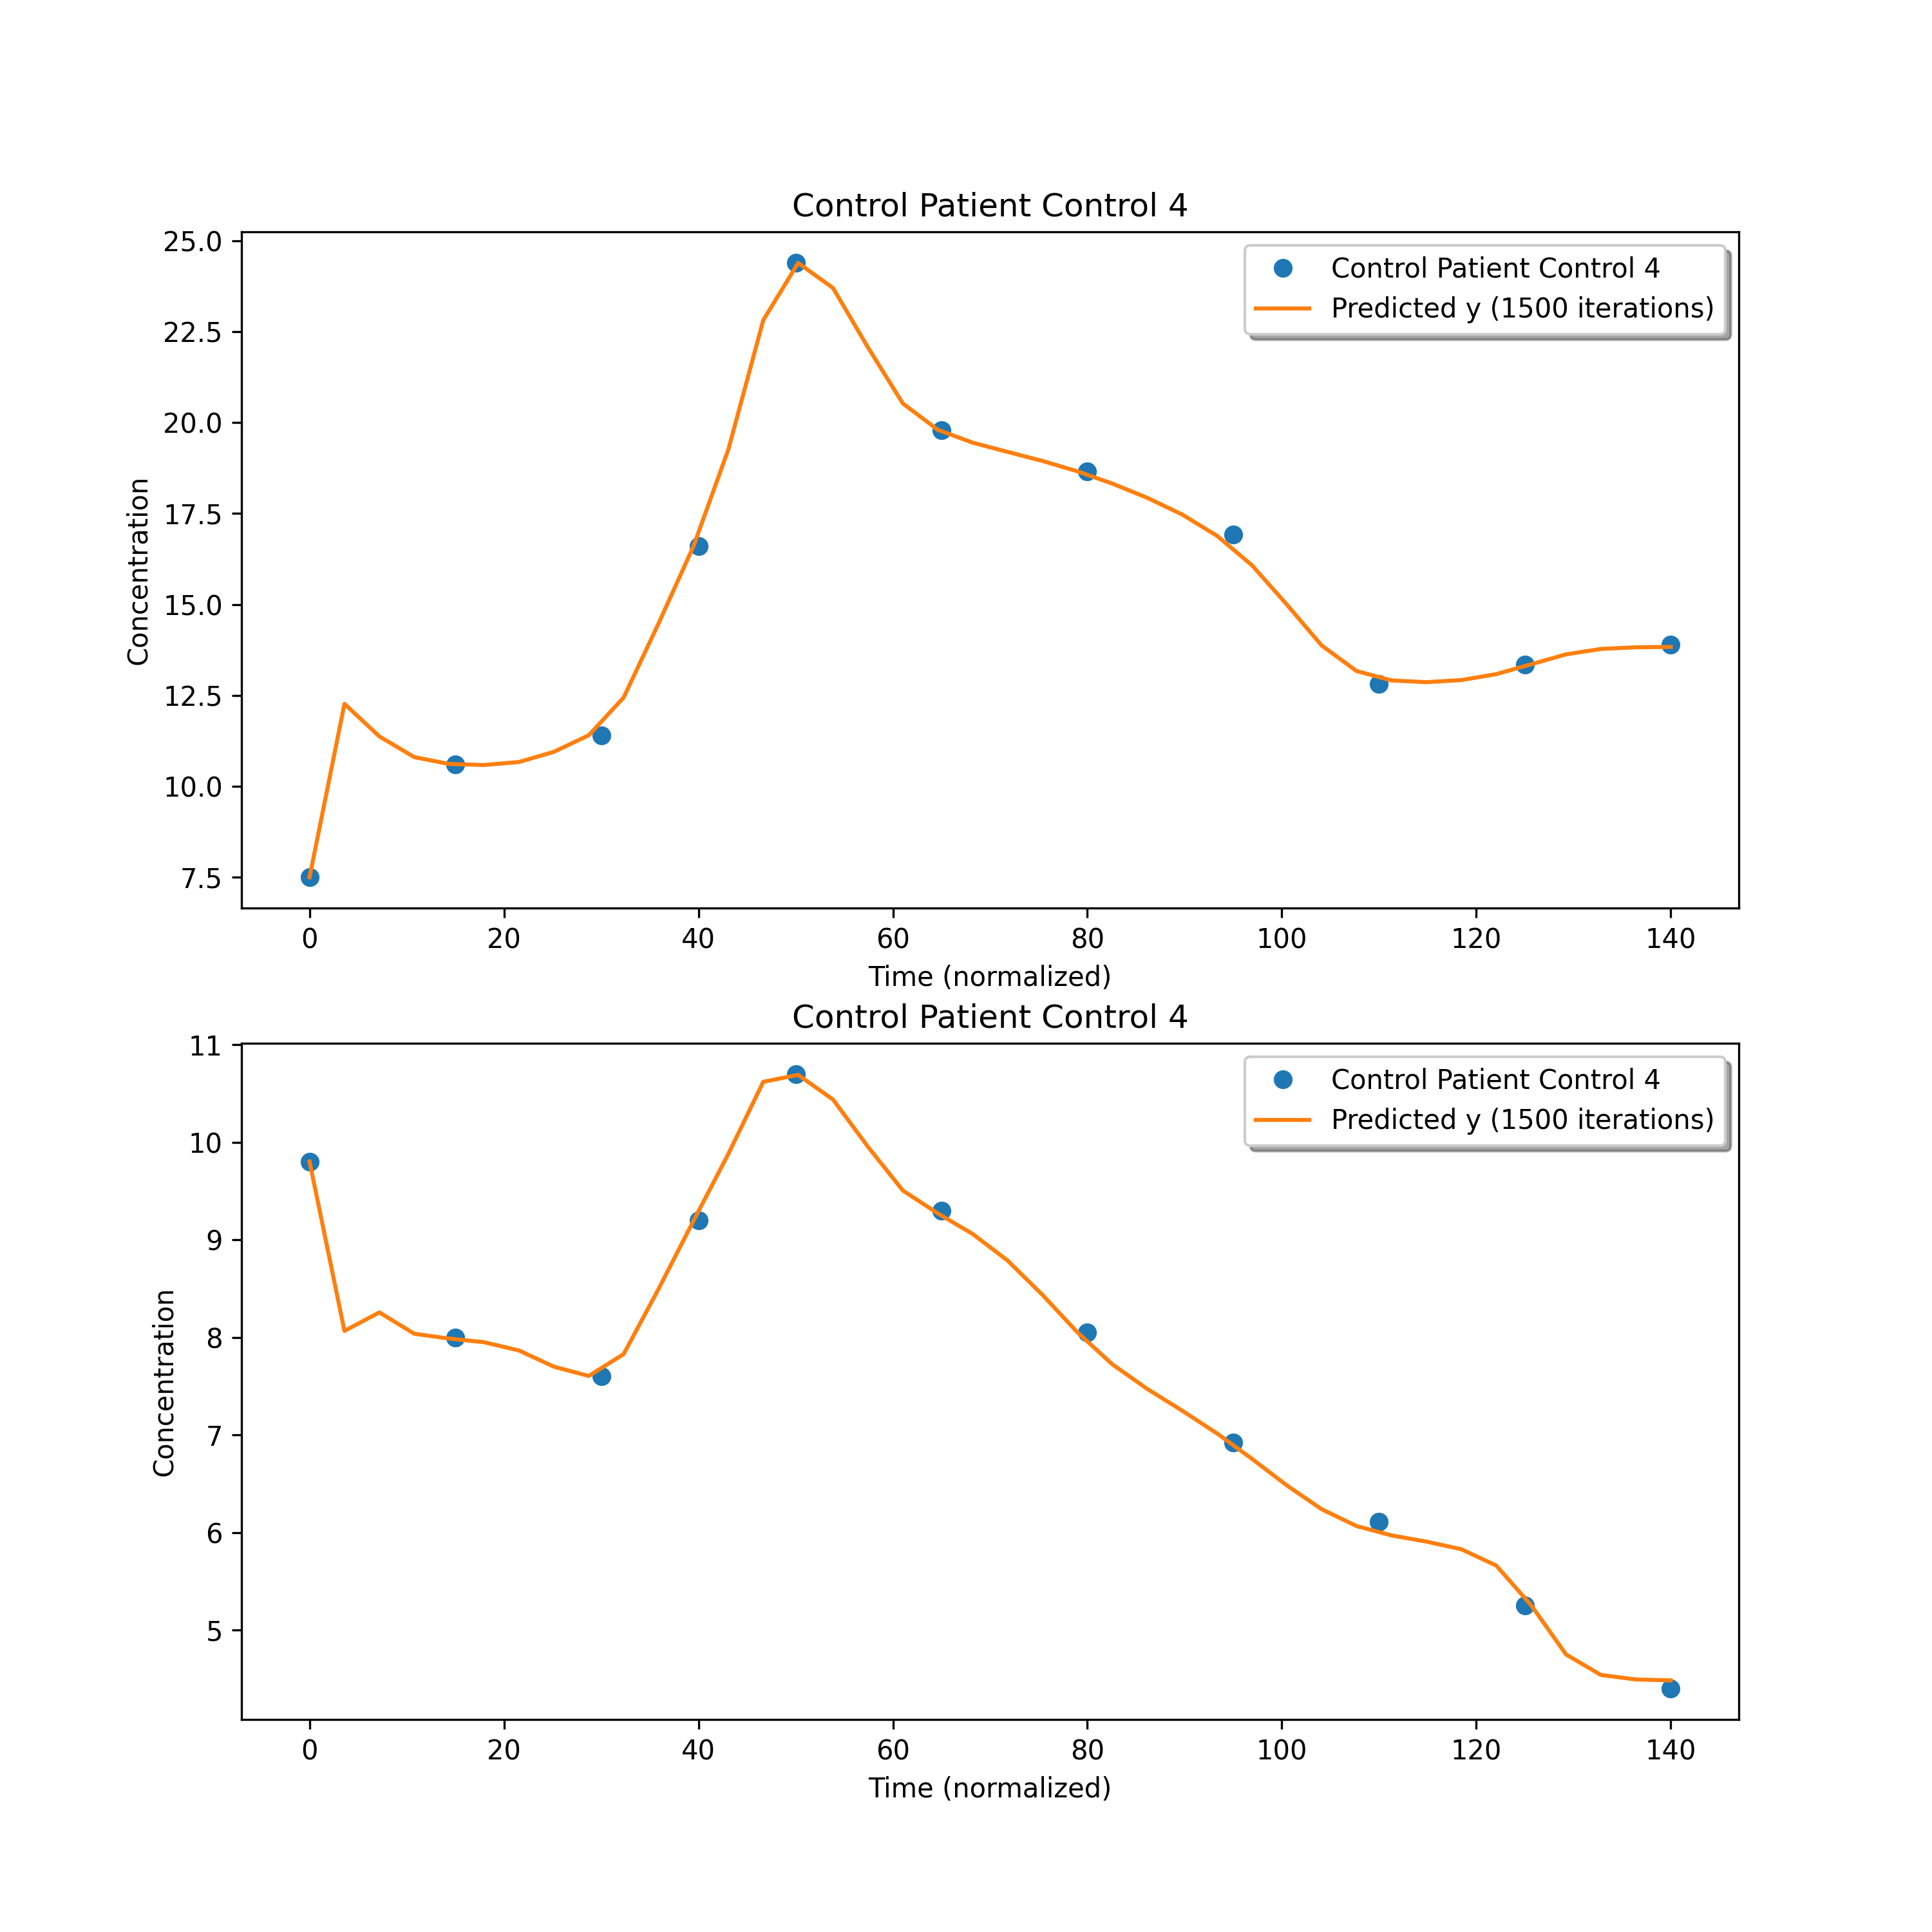 Control Patient Control 4
25.0
22.5
20.0
17.5
15.0
12.5
10.0
7.5
Concentration
Control Patient Control 4
Predicted y (1500 iterations)
0 20 40 60 80 100 120 140
Time (normalized)
Control Patient Control 4
11
10
9
8
7
6
5
Concentration
Control Patient Control 4
Predicted y (1500 iterations)
0 20 40 60 80 100 120 140
Time (normalized)